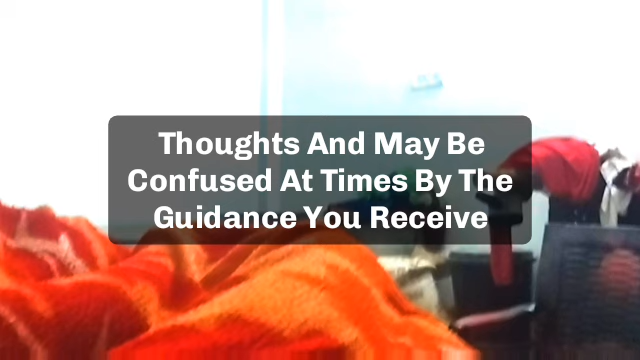 Thoughts And May Be
Confused At Times By The
Guidance You Receive